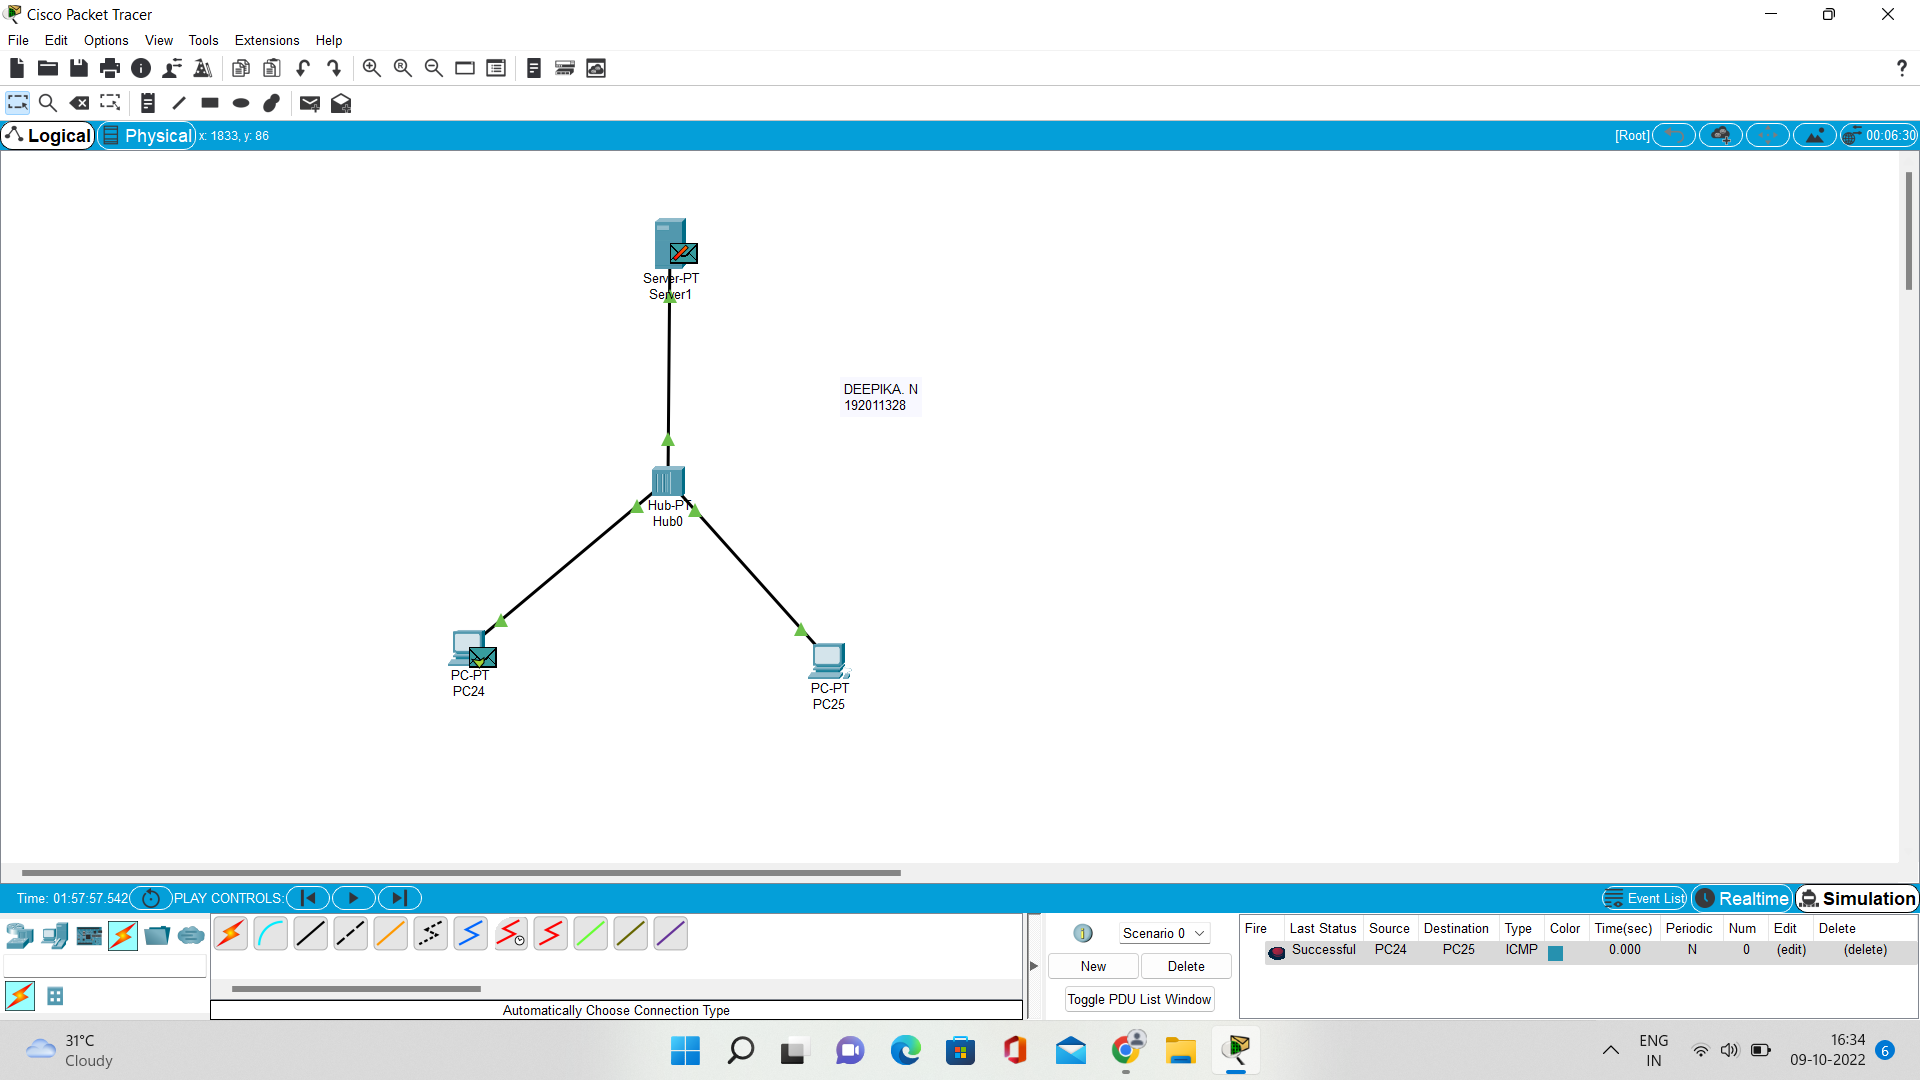 Cisco Packet Tracer
File Edit Options View Tools Extensions Help
?
Logical Physical x: 1833, y: 86 [Root] 00:06:30
Server-PT
Server1
DEEPIKA. N
192011328
Hub-PT
Hub0
PC-PT
PC24
PC-PT
PC25
Time: 01:57:57.542 PLAY CONTROLS: Event List Realtime Simulation
Scenario 0
New Delete
Toggle PDU List Window
Fire Last Status Source Destination Type Color Time(sec) Periodic Num Edit Delete
Successful PC24 PC25 ICMP 0.000 N 0 (edit) (delete)
Automatically Choose Connection Type
31°C
Cloudy
ENG
IN
16:34
09-10-2022
6